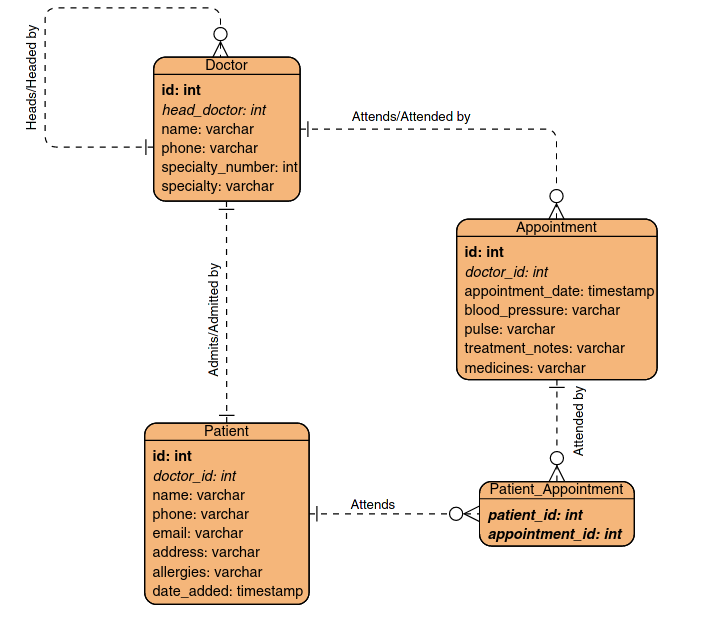 Heads/Headed by
Doctor
id: int
head_doctor: int
name: varchar
phone: varchar
specialty_number: int
specialty: varchar
Attends/Attended by
Appointment
id: int
doctor_id: int
appointment_date: timestamp
blood_pressure: varchar
pulse: varchar
treatment_notes: varchar
medicines: varchar
Admits/Admitted by
Attended by
Patient
id: int
doctor_id: int
name: varchar
phone: varchar
email: varchar
address: varchar
allergies: varchar
date_added: timestamp
Attends
Patient_Appointment
patient_id: int
appointment_id: int